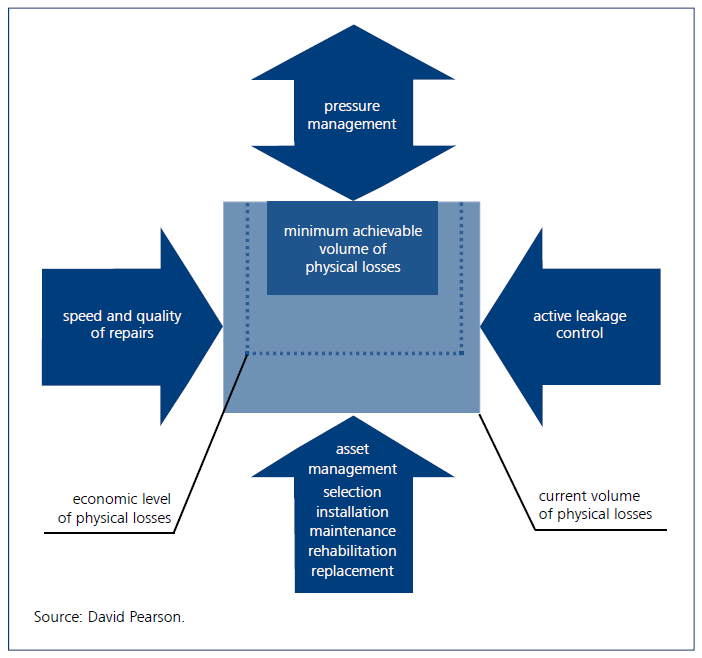 pressure
management
minimum achievable
volume of
physical losses
speed and quality
of repairs
active leakage
control
asset
management
selection
installation
maintenance
rehabilitation
replacement
economic level
of physical losses
current volume
of physical losses
Source: David Pearson.